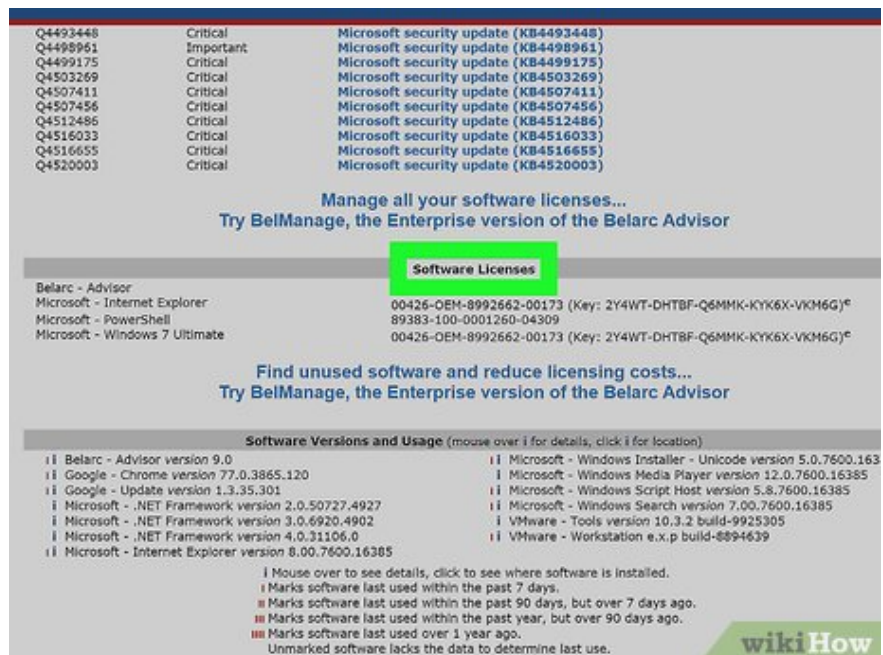 Q4493448 Critical Microsoft security update (KB4493448)
Q4498961 Important Microsoft security update (KB4498961)
Q4499175 Critical Microsoft security update (KB4499175)
Q4503269 Critical Microsoft security update (KB4503269)
Q4507411 Critical Microsoft security update (KB4507411)
Q4507456 Critical Microsoft security update (KB4507456)
Q4512486 Critical Microsoft security update (KB4512486)
Q4516033 Critical Microsoft security update (KB4516033)
Q4516655 Critical Microsoft security update (KB4516655)
Q4520003 Critical Microsoft security update (KB4520003)
Manage all your software licenses...
Try BelManage, the Enterprise version of the Belarc Advisor
Software Licenses
Belarc - Advisor
Microsoft - Internet Explorer 00426-OEM-8992662-00173 (Key: 2Y4WT-DHTBF-Q6MMK-KYK6X-VKM6G)e
Microsoft - PowerShell 89383-100-0001260-04309
Microsoft - Windows 7 Ultimate 00426-OEM-8992662-00173 (Key: 2Y4WT-DHTBF-Q6MMK-KYK6X-VKM6G)e
Find unused software and reduce licensing costs...
Try BelManage, the Enterprise version of the Belarc Advisor
Software Versions and Usage (mouse over i for details, click i for location)
i Belarc - Advisor version 9.0
i Google - Chrome version 77.0.3865.120
i Google - Update version 1.3.35.301
i Microsoft - .NET Framework version 2.0.50727.4927
i Microsoft - .NET Framework version 3.0.6920.4902
i Microsoft - .NET Framework version 4.0.31106.0
i Microsoft - Internet Explorer version 8.00.7600.16385
i Microsoft - Windows Installer - Unicode version 5.0.7600.163
i Microsoft - Windows Media Player version 12.0.7600.16385
i Microsoft - Windows Script Host version 5.8.7600.16385
i Microsoft - Windows Search version 7.00.7600.16385
i VMware - Tools version 10.3.2 build-9925305
i VMware - Workstation e.x.p build-8894639
i Mouse over to see details, click to see where software is installed.
Marks software last used within the past 7 days.
Marks software last used within the past 90 days, but over 7 days ago.
Marks software last used within the past year, but over 90 days ago.
Marks software last used over 1 year ago.
Unmarked software lacks the data to determine last use.
wikiHow